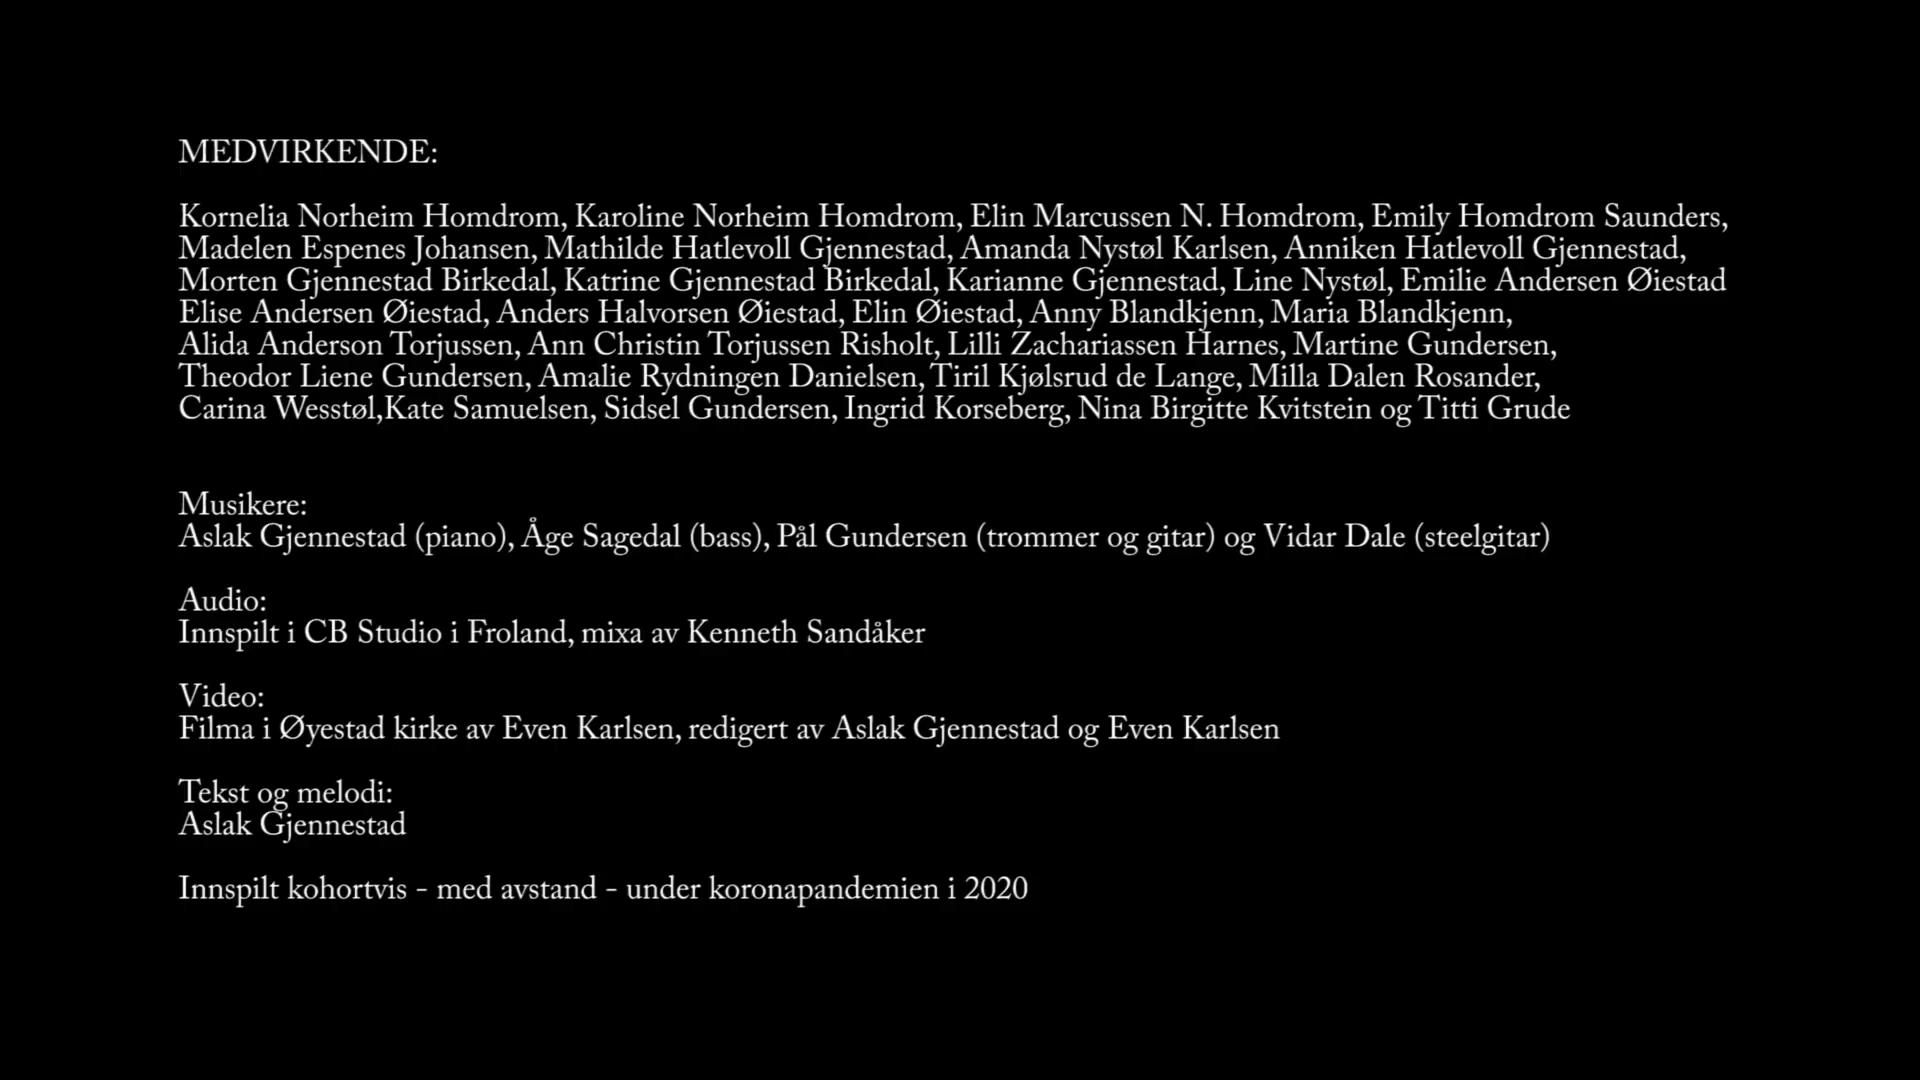 MEDVIRKENDE:
Kornelia Norheim Homdrom, Karoline Norheim Homdrom, Elin Marcussen N. Homdrom, Emily Homdrom Saunders,
Madelen Espenes Johansen, Mathilde Hatlevoll Gjennestad, Amanda Nystøl Karlsen, Anniken Hatlevoll Gjennestad,
Morten Gjennestad Birkedal, Katrine Gjennestad Birkedal, Karianne Gjennestad, Line Nystøl, Emilie Andersen Øiestad
Elise Andersen Øiestad, Anders Halvorsen Øiestad, Elin Øiestad, Anny Blandkjenn, Maria Blandkjenn,
Alida Anderson Torjussen, Ann Christin Torjussen Risholt, Lilli Zachariassen Harnes, Martine Gundersen,
Theodor Liene Gundersen, Amalie Rydningen Danielsen, Tiril Kjølsrud de Lange, Milla Dalen Rosander,
Carina Wesstøl,Kate Samuelsen, Sidsel Gundersen, Ingrid Korseberg, Nina Birgitte Kvitstein og Titti Grude
Musikere:
Aslak Gjennestad (piano), Åge Sagedal (bass), Pål Gundersen (trommer og gitar) og Vidar Dale (steelgitar)
Audio:
Innspilt i CB Studio i Froland, mixa av Kenneth Sandåker
Video:
Filma i Øyestad kirke av Even Karlsen, redigert av Aslak Gjennestad og Even Karlsen
Tekst og melodi:
Aslak Gjennestad
Innspilt kohortvis - med avstand - under koronapandemien i 2020